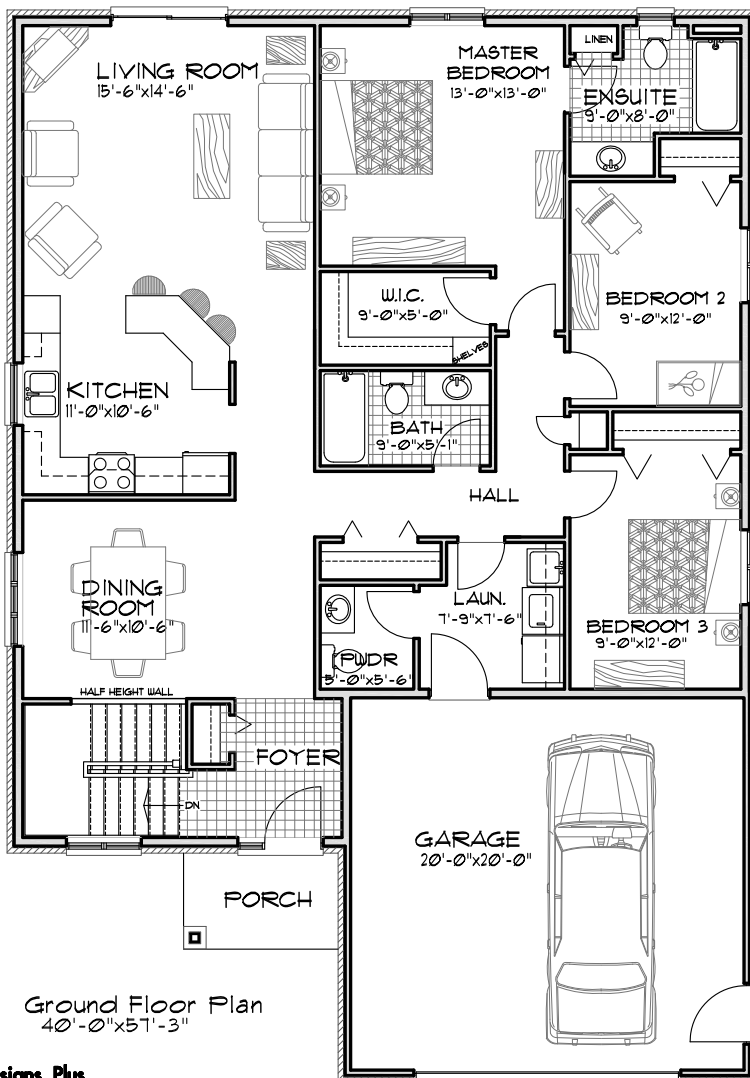 LIVING ROOM
15'-6"x14'-6"
MASTER
BEDROOM
13'-0"x13'-0"
LINEN
ENSUITE
9'-0"x8'-0"
W.I.C.
9'-0"x5'-0"
SHELVES
BEDROOM 2
9'-0"x12'-0"
KITCHEN
11'-0"x10'-6"
BATH
9'-0"x5'-1"
HALL
DINING
ROOM
11'-6"x10'-6"
LAUN.
7'-9"x7'-6"
BEDROOM 3
9'-0"x12'-0"
PWDR
5'-0"x5'-6"
HALF HEIGHT WALL
FOYER
DN
GARAGE
20'-0"x20'-0"
PORCH
Ground Floor Plan
40'-0"x57'-3"
Plus